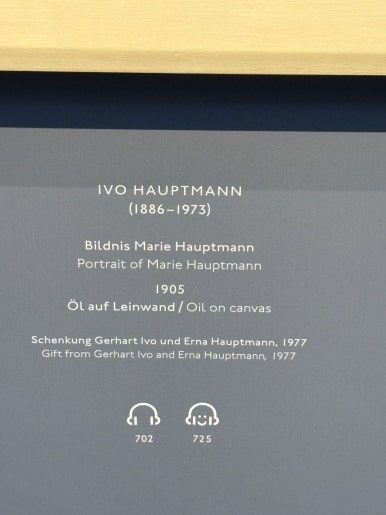 IVO HAUPTMANN
(1886–1973)
Bildnis Marie Hauptmann
Portrait of Marie Hauptmann
1905
Öl auf Leinwand / Oil on canvas
Schenkung Gerhart Ivo und Erna Hauptmann, 1977
Gift from Gerhart Ivo and Erna Hauptmann, 1977
702 725